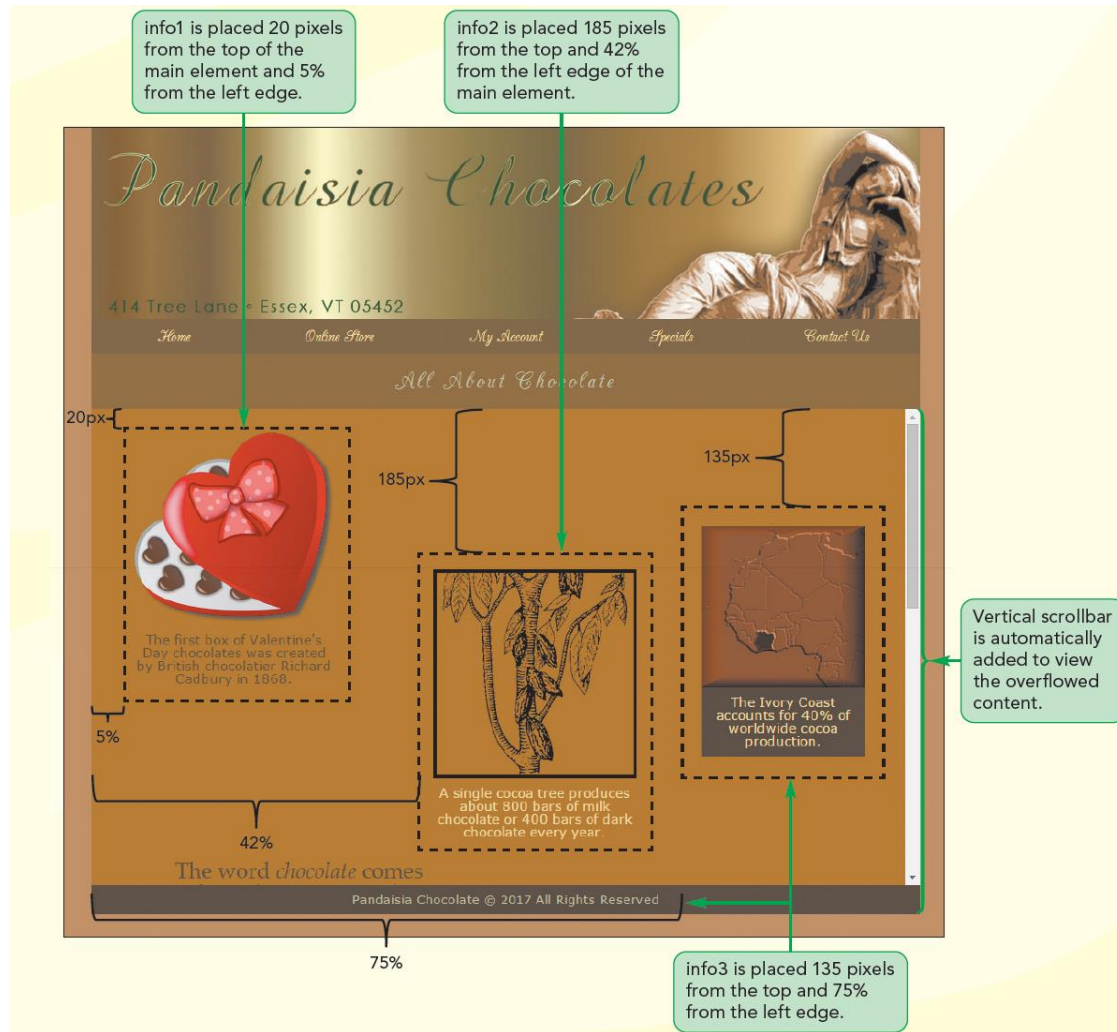 info1 is placed 20 pixels
from the top of the
main element and 5%
from the left edge.
info2 is placed 185 pixels
from the top and 42%
from the left edge of the
main element.
Pandaisia Chocolates
414 Tree Lane • Essex, VT 05452
Home
Online Store
My Account
Specials
Contact Us
All About Chocolate
20px
185px
135px
The first box of Valentine's
Day chocolates was created
by British chocolatier Richard
Cadbury in 1868.
5%
The Ivory Coast
accounts for 40% of
worldwide cocoa
production.
Vertical scrollbar
is automatically
added to view
the overflowed
content.
A single cocoa tree produces
about 800 bars of milk
chocolate or 400 bars of dark
chocolate every year.
42%
The word chocolate comes
Pandaisia Chocolate © 2017 All Rights Reserved
75%
info3 is placed 135 pixels
from the top and 75%
from the left edge.